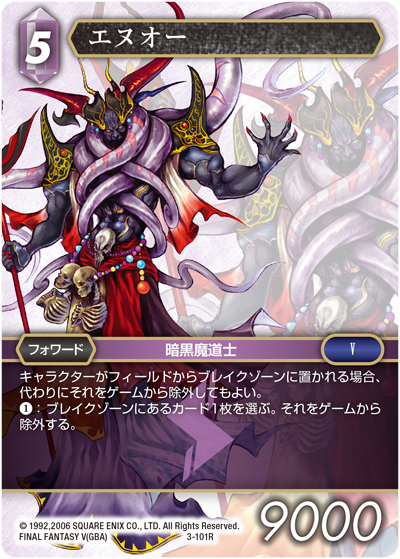 5
エヌオー
フォワード
暗黒魔道士
V
キャラクターがフィールドからブレイクゾーンに置かれる場合、
代わりにそれをゲームから除外してもよい。
❶：ブレイクゾーンにあるカード1枚を選ぶ。それをゲームから
除外する。
© 1992,2006 SQUARE ENIX CO., LTD. All Rights Reserved.
FINAL FANTASY V(GBA) 3-101R
9000